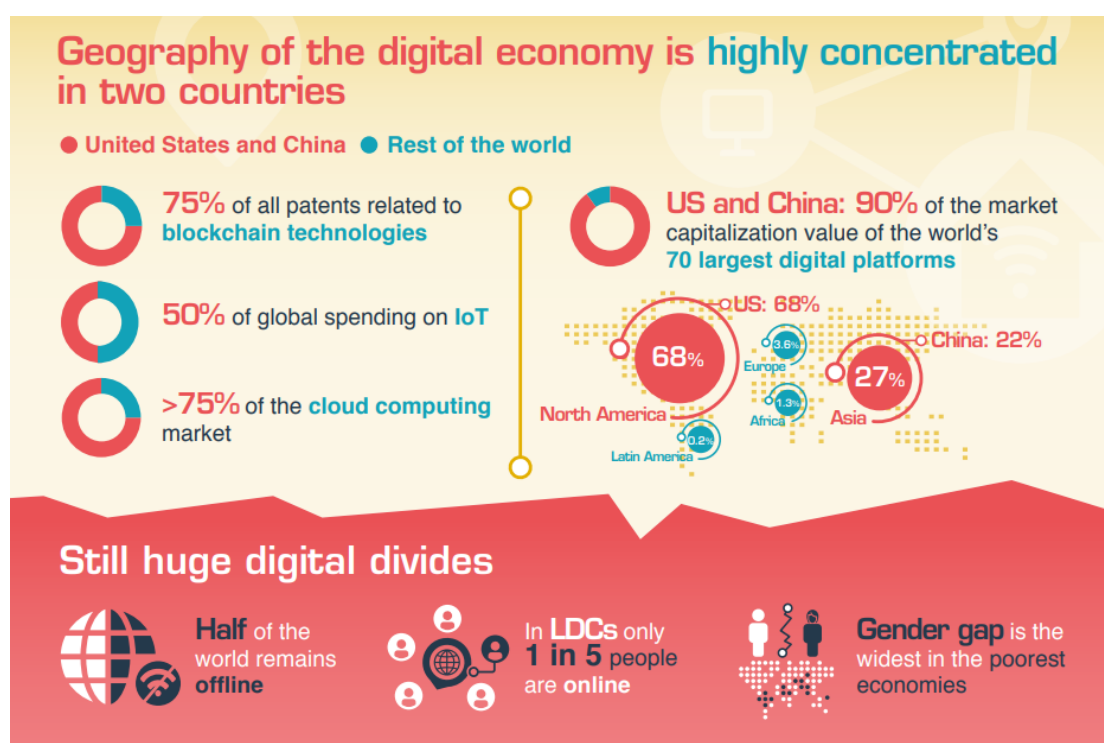 Geography of the digital economy is highly concentrated
in two countries
United States and China
Rest of the world
75% of all patents related to
blockchain technologies
50% of global spending on IoT
>75% of the cloud computing
market
US and China: 90% of the market
capitalization value of the world's
70 largest digital platforms
US: 68%
68%
North America
3.6%
Europe
1.3%
Africa
China: 22%
27%
Asia
0.2%
Latin America
Still huge digital divides
Half of the
world remains
offline
In LDCs only
1 in 5 people
are online
Gender gap is the
widest in the poorest
economies